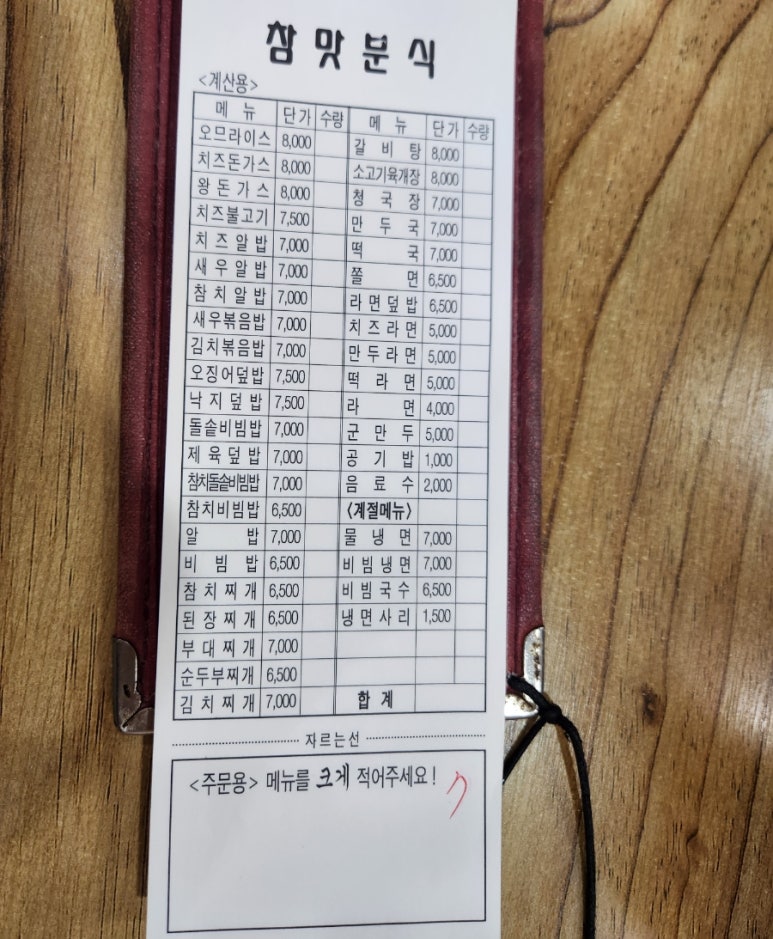 참맛분식
<계산용>
메 뉴 단가 수량 메 뉴 단가 수량
오므라이스 8,000 갈 비 탕 8,000
치즈돈가스 8,000 소고기육개장 8,000
왕 돈 가 스 8,000 청 국 장 7,000
치즈불고기 7,500 만 두 국 7,000
치 즈 알 밥 7,000 떡 국 7,000
새 우 알 밥 7,000 쫄 면 6,500
참 치 알 밥 7,000 라 면 덮 밥 6,500
새우볶음밥 7,000 치 즈 라 면 5,000
김치볶음밥 7,000 만 두 라 면 5,000
오징어덮밥 7,500 떡 라 면 5,000
낙 지 덮 밥 7,500 라 면 4,000
돌솥비빔밥 7,000 군 만 두 5,000
제 육 덮 밥 7,000 공 기 밥 1,000
참치돌솥비빔밥 7,000 음 료 수 2,000
참치비빔밥 6,500 <계절메뉴>
알 밥 7,000 물 냉 면 7,000
비 빔 밥 6,500 비 빔 냉 면 7,000
참 치 찌 개 6,500 비 빔 국 수 6,500
된 장 찌 개 6,500 냉 면 사 리 1,500
부 대 찌 개 7,000
순두부찌개 6,500
김 치 찌 개 7,000 합 계
자르는선
<주문용> 메뉴를 크게 적어주세요! 7